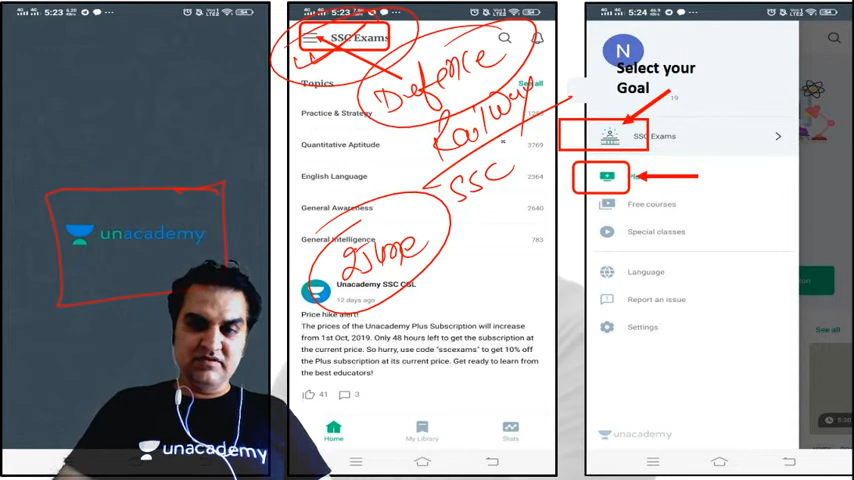 5:23
unacademy
unacademy
5:23
SSC Exams
Topics
See all
Practice & Strategy
Quantitative Aptitude 3769
English Language 2364
General Awareness 2640
General Intelligence 783
Defence
Railway
SSC
Unacademy SSC CGL
12 days ago
Price hike alert!
The prices of the Unacademy Plus Subscription will increase
from 1st Oct, 2019. Only 48 hours left to get the subscription at
the current price. So hurry, use code "sscexams" to get 10% off
the Plus subscription at its current price. Get ready to learn from
the best educators!
41 3
Home My Library Stats
5:24
N
Select your
Goal
19
SSC Exams
Free courses
Special classes
Language
Report an issue
Settings
unacademy
See all